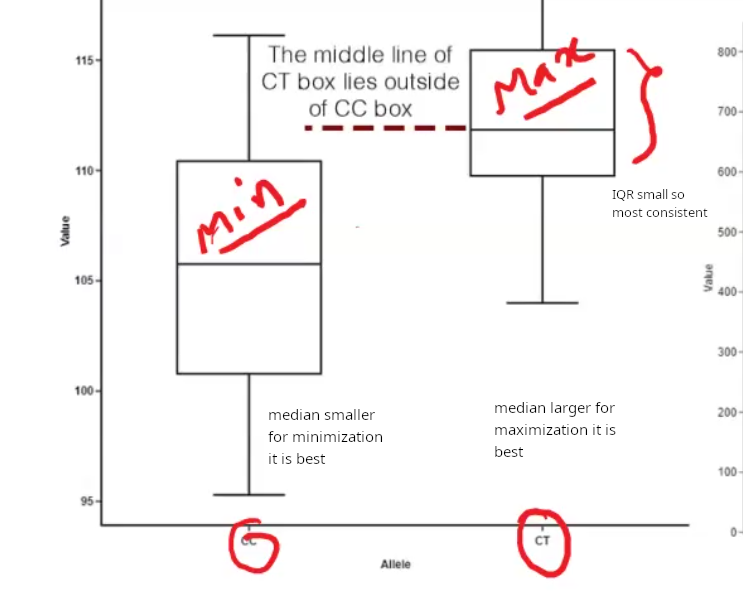 115
110
105
100
95
Value
The middle line of
CT box lies outside
of CC box
Min
Max
IQR small so
most consistent
median smaller
for minimization
it is best
median larger for
maximization it is
best
CC
CT
Allele
800
700
600
500
400
300
200
100
0
Value